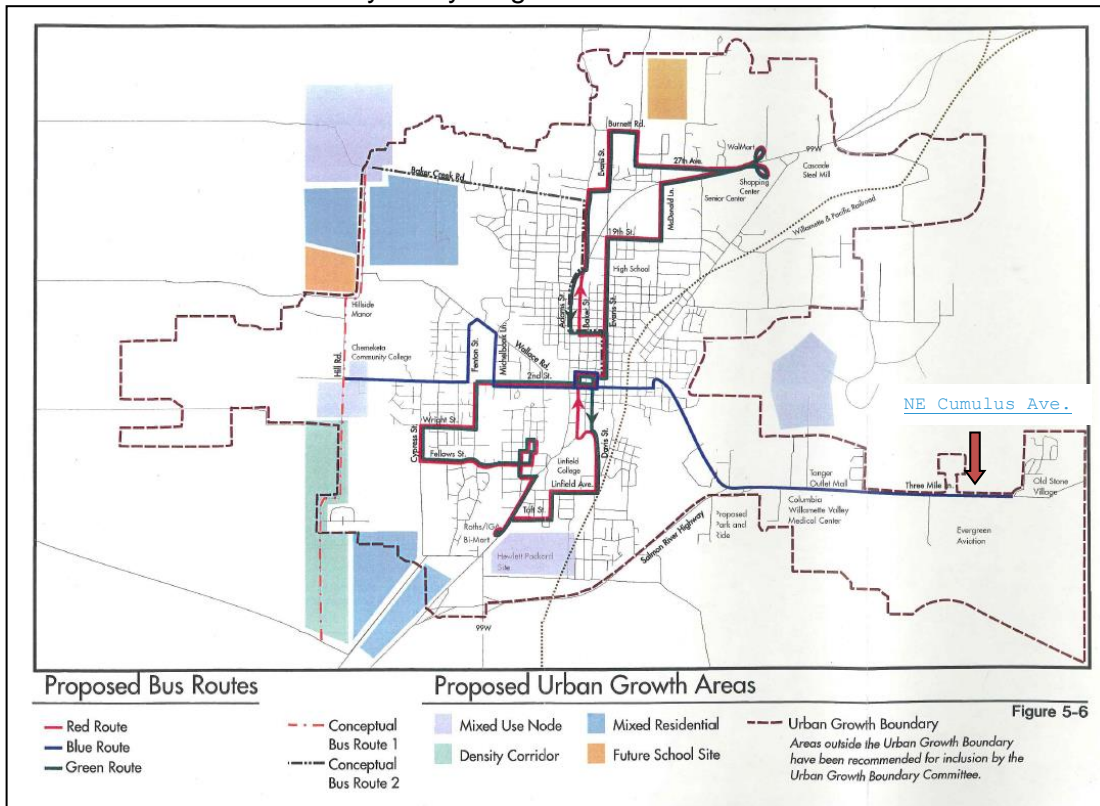 Burnett Rd.
WalMart
99W
27th Ave.
Evans St.
Cascade
Steel Mill
Shopping
Center
Baker Creek Rd.
McDonald Ln.
Senior Center
Willamette & Pacific Railroad
19th St.
High School
Adams St.
Baker St.
Evans St.
Hillside
Manor
Chemeketa
Community College
Fenton St.
Michelbook Ln.
Wallace Rd.
Hill Rd.
2nd St.
NE Cumulus Ave.
Wright St.
Cypress St.
Fellows St.
Davis St.
Linfield
College
Linfield Ave.
Tanger
Outlet Mall
Three Mile Ln.
Old Stone
Village
Columbia
Willamette Valley
Medical Center
Taft St.
Roths/IGA
Bi-Mart
Salmon River Highway
Proposed
Park and
Ride
Evergreen
Aviation
Hewlett Packard
Site
99W
Proposed Bus Routes
Red Route
Blue Route
Green Route
Conceptual
Bus Route 1
Conceptual
Bus Route 2
Proposed Urban Growth Areas
Mixed Use Node
Density Corridor
Mixed Residential
Future School Site
Figure 5-6
Urban Growth Boundary
Areas outside the Urban Growth Boundary
have been recommended for inclusion by the
Urban Growth Boundary Committee.